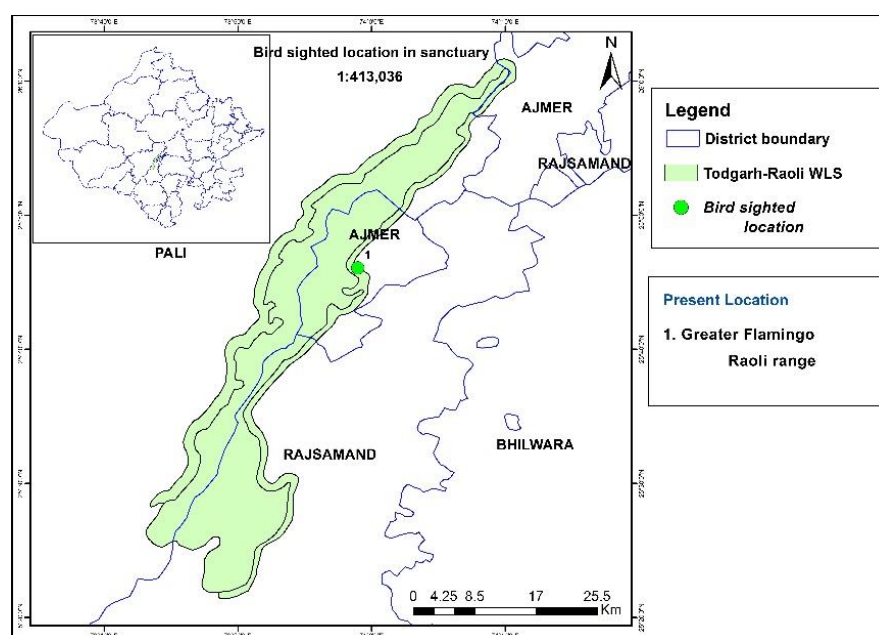 Bird sighted location in sanctuary
1:413,036
N
AJMER
RAJSAMAND
PALI
AJMER
1
RAJSAMAND
BHILWARA
0 4.25 8.5 17 25.5
Km
Legend
District boundary
Todgarh-Raoli WLS
Bird sighted
location
Present Location
1. Greater Flamingo
Raoli range